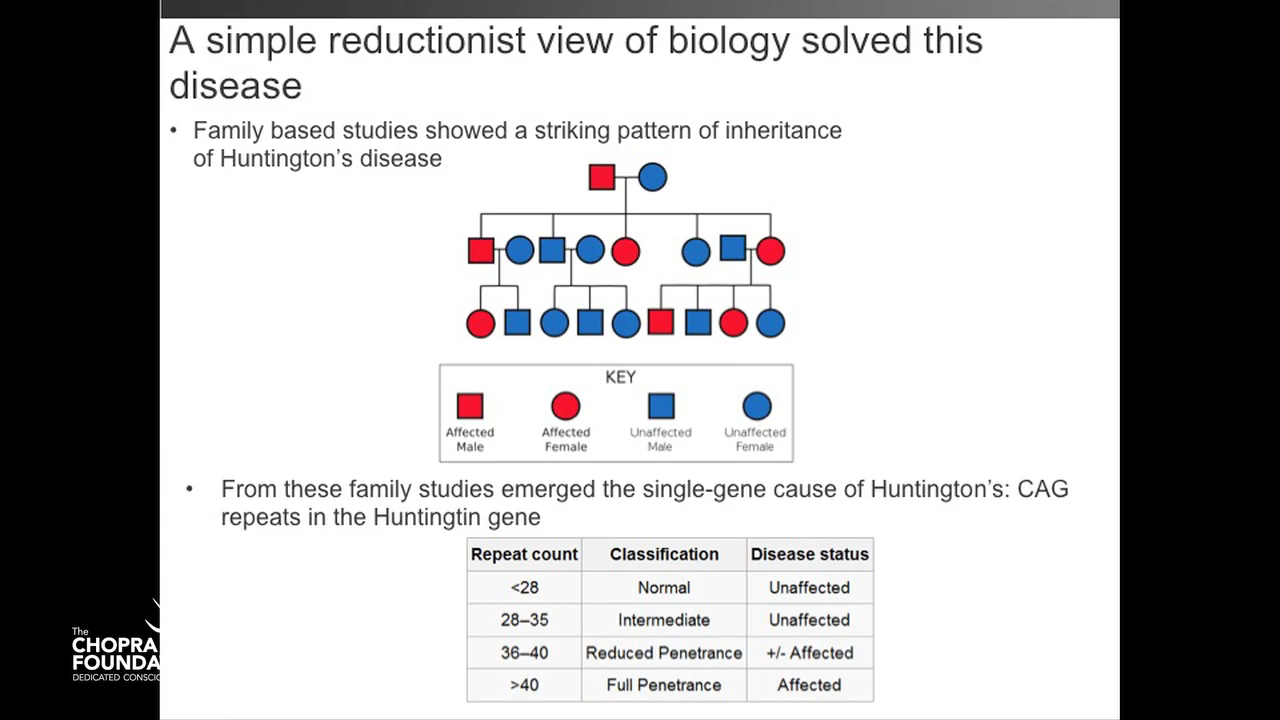 A simple reductionist view of biology solved this
disease
• Family based studies showed a striking pattern of inheritance
of Huntington's disease
KEY
Affected Male
Affected Female
Unaffected Male
Unaffected Female
• From these family studies emerged the single-gene cause of Huntington's: CAG
repeats in the Huntingtin gene
Repeat count Classification Disease status
<28 Normal Unaffected
28–35 Intermediate Unaffected
36–40 Reduced Penetrance +/- Affected
>40 Full Penetrance Affected
The
CHOPRA
FOUNDA
DEDICATED CONSCIO